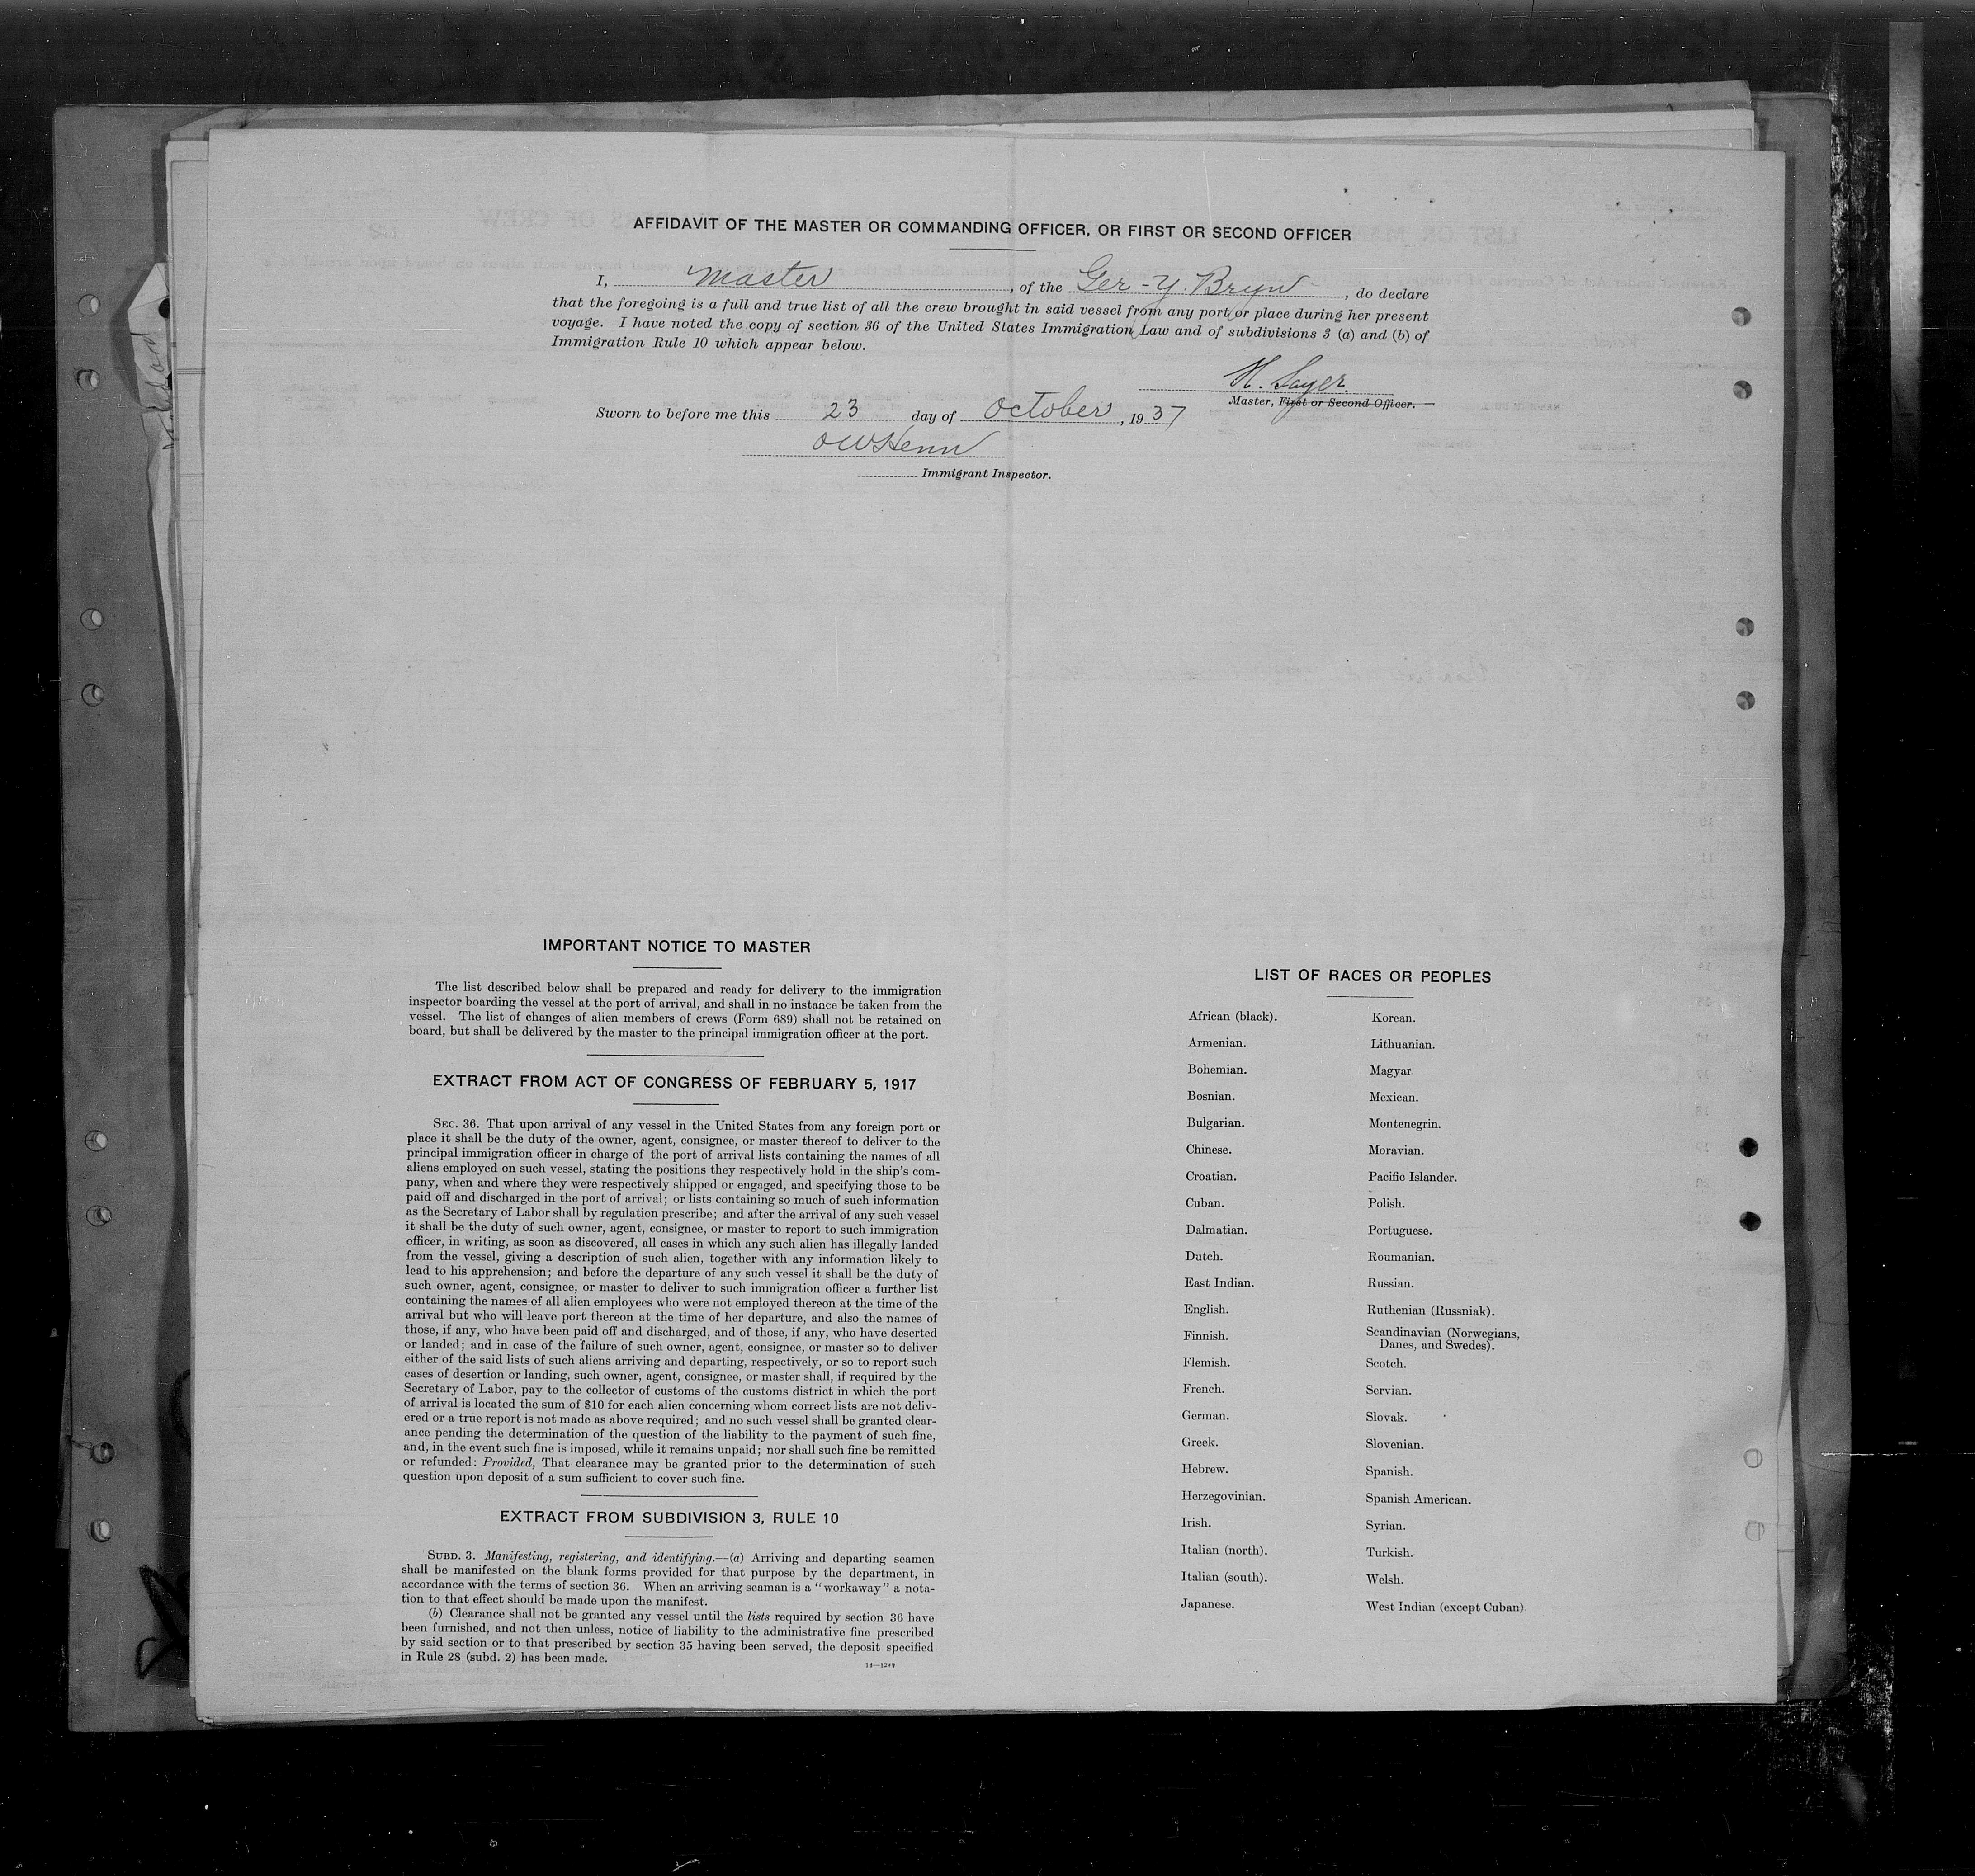 AFFIDAVIT OF THE MASTER OR COMMANDING OFFICER, OR FIRST OR SECOND OFFICER
I, Master, of the Ger-Y. Bryn, do declare
that the foregoing is a full and true list of all the crew brought in said vessel from any port or place during her present
voyage. I have noted the copy of section 36 of the United States Immigration Law and of subdivisions 3 (a) and (b) of
Immigration Rule 10 which appear below.
H. Sayer.
Master, First or Second Officer.
Sworn to before me this 23 day of October, 1937
OWHenn
Immigrant Inspector.
IMPORTANT NOTICE TO MASTER
The list described below shall be prepared and ready for delivery to the immigration
inspector boarding the vessel at the port of arrival, and shall in no instance be taken from the
vessel. The list of changes of alien members of crews (Form 689) shall not be retained on
board, but shall be delivered by the master to the principal immigration officer at the port.
EXTRACT FROM ACT OF CONGRESS OF FEBRUARY 5, 1917
SEC. 36. That upon arrival of any vessel in the United States from any foreign port or
place it shall be the duty of the owner, agent, consignee, or master thereof to deliver to the
principal immigration officer in charge of the port of arrival lists containing the names of all
aliens employed on such vessel, stating the positions they respectively hold in the ship's com-
pany, when and where they were respectively shipped or engaged, and specifying those to be
paid off and discharged in the port of arrival; or lists containing so much of such information
as the Secretary of Labor shall by regulation prescribe; and after the arrival of any such vessel
it shall be the duty of such owner, agent, consignee, or master to report to such immigration
officer, in writing, as soon as discovered, all cases in which any such alien has illegally landed
from the vessel, giving a description of such alien, together with any information likely to
lead to his apprehension; and before the departure of any such vessel it shall be the duty of
such owner, agent, consignee, or master to deliver to such immigration officer a further list
containing the names of all alien employees who were not employed thereon at the time of the
arrival but who will leave port thereon at the time of her departure, and also the names of
those, if any, who have been paid off and discharged, and of those, if any, who have deserted
or landed; and in case of the failure of such owner, agent, consignee, or master so to deliver
either of the said lists of such aliens arriving and departing, respectively, or so to report such
cases of desertion or landing, such owner, agent, consignee, or master shall, if required by the
Secretary of Labor, pay to the collector of customs of the customs district in which the port
of arrival is located the sum of $10 for each alien concerning whom correct lists are not deliv-
ered or a true report is not made as above required; and no such vessel shall be granted clear-
ance pending the determination of the question of the liability to the payment of such fine,
and, in the event such fine is imposed, while it remains unpaid; nor shall such fine be remitted
or refunded: Provided, That clearance may be granted prior to the determination of such
question upon deposit of a sum sufficient to cover such fine.
EXTRACT FROM SUBDIVISION 3, RULE 10
SUBD. 3. Manifesting, registering, and identifying.—(a) Arriving and departing seamen
shall be manifested on the blank forms provided for that purpose by the department, in
accordance with the terms of section 36. When an arriving seaman is a "workaway" a nota-
tion to that effect should be made upon the manifest.
(b) Clearance shall not be granted any vessel until the lists required by section 36 have
been furnished, and not then unless, notice of liability to the administrative fine prescribed
by said section or to that prescribed by section 35 having been served, the deposit specified
in Rule 28 (subd. 2) has been made.
14—1249
LIST OF RACES OR PEOPLES
African (black).
Armenian.
Bohemian.
Bosnian.
Bulgarian.
Chinese.
Croatian.
Cuban.
Dalmatian.
Dutch.
East Indian.
English.
Finnish.
Flemish.
French.
German.
Greek.
Hebrew.
Herzegovinian.
Irish.
Italian (north).
Italian (south).
Japanese.
Korean.
Lithuanian.
Magyar
Mexican.
Montenegrin.
Moravian.
Pacific Islander.
Polish.
Portuguese.
Roumanian.
Russian.
Ruthenian (Russniak).
Scandinavian (Norwegians,
Danes, and Swedes).
Scotch.
Servian.
Slovak.
Slovenian.
Spanish.
Spanish American.
Syrian.
Turkish.
Welsh.
West Indian (except Cuban).